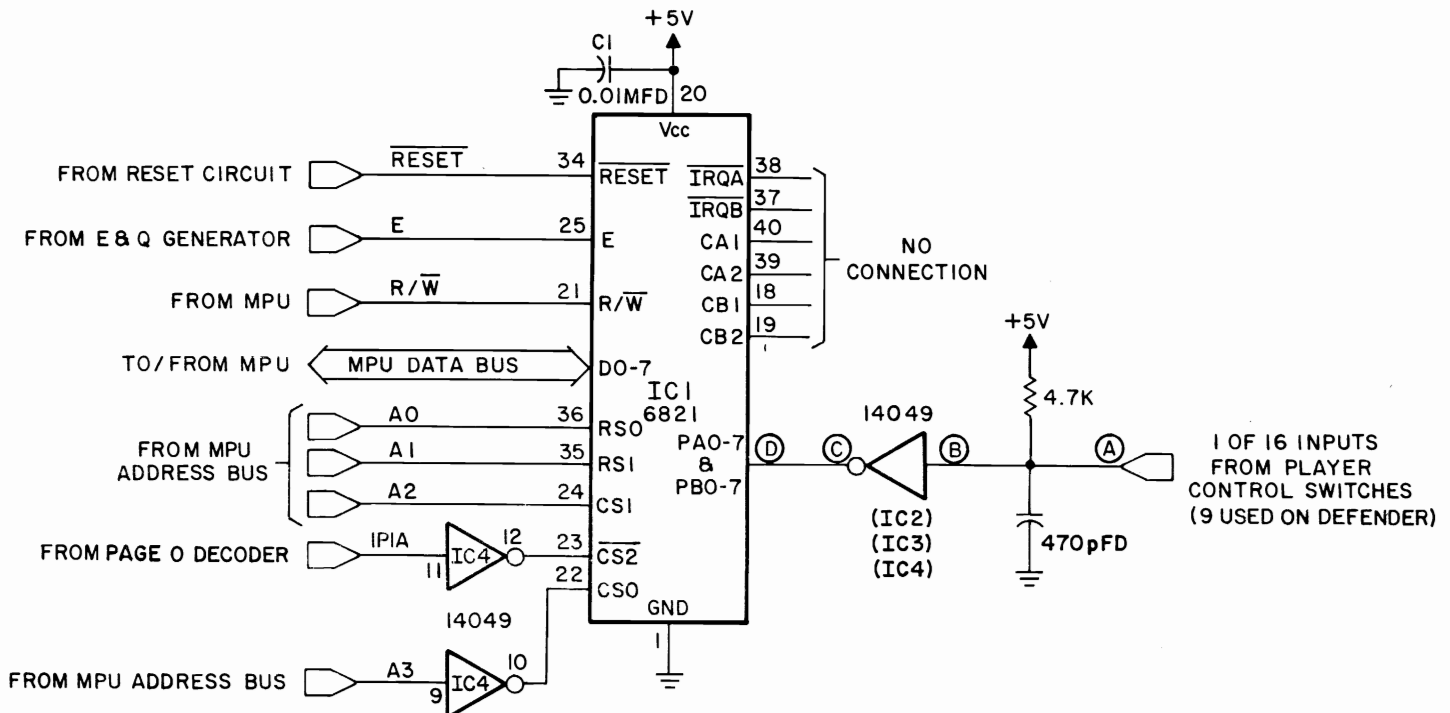 +5V
C1
0.01MFD
20
Vcc
FROM RESET CIRCUIT
RESET
34
RESET
IRQA
38
IRQB
37
FROM E & Q GENERATOR
E
25
E
CA1
40
CA2
39
NO
CONNECTION
FROM MPU
R/W
21
R/W
CB1
18
CB2
19
TO/FROM MPU
MPU DATA BUS
DO-7
IC1
6821
+5V
4.7K
FROM MPU
ADDRESS BUS
A0
36
RS0
A1
35
RS1
A2
24
CS1
PAO-7
&
PBO-7
D
C
14049
B
A
(IC2)
(IC3)
(IC4)
470pFD
1 OF 16 INPUTS
FROM PLAYER
CONTROL SWITCHES
(9 USED ON DEFENDER)
FROM PAGE O DECODER
IPIA
11
IC4
12
23
CS2
22
CS0
14049
GND
1
FROM MPU ADDRESS BUS
A3
9
IC4
10